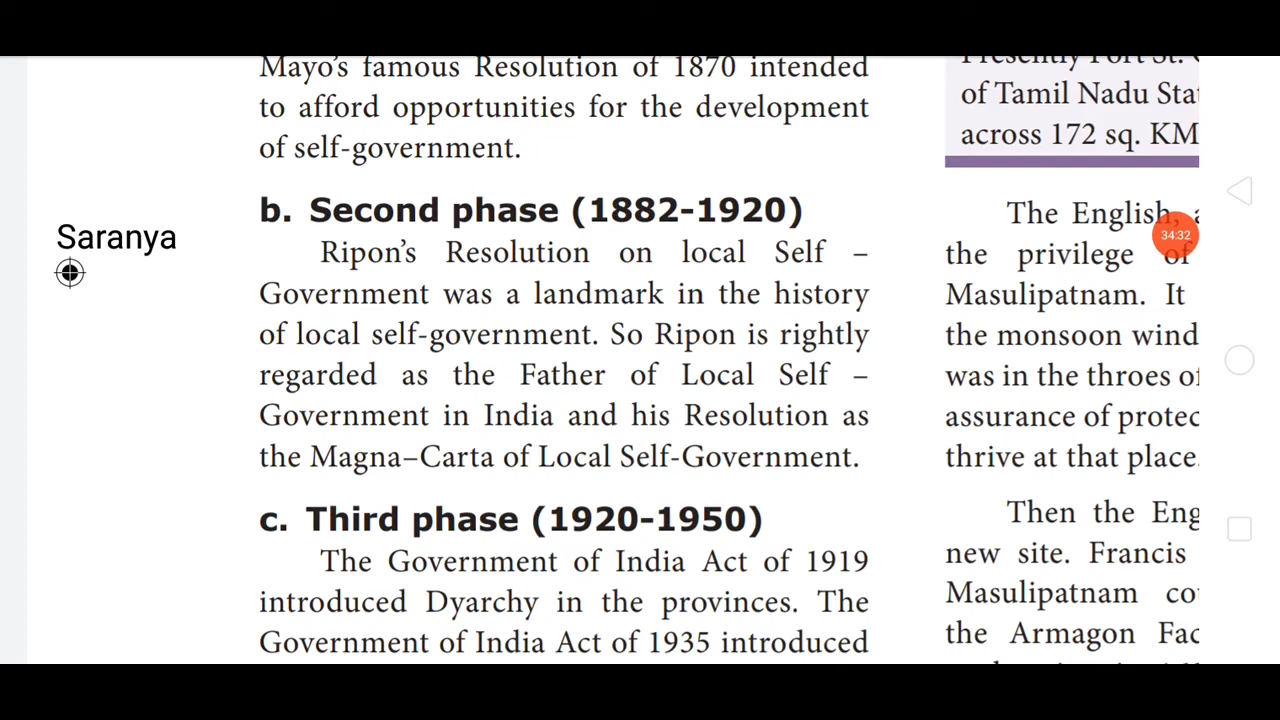 Mayo's famous Resolution of 1870 intended
to afford opportunities for the development
of self-government.
b. Second phase (1882-1920)
Ripon's Resolution on local Self –
Government was a landmark in the history
of local self-government. So Ripon is rightly
regarded as the Father of Local Self –
Government in India and his Resolution as
the Magna–Carta of Local Self-Government.
c. Third phase (1920-1950)
The Government of India Act of 1919
introduced Dyarchy in the provinces. The
Government of India Act of 1935 introduced
Saranya
Presently Fort St.
of Tamil Nadu
across 172 sq. KM
The English,
34:32
the privilege of
Masulipatnam. It
the monsoon wind
was in the throes
assurance of
thrive at that place.
Then the
new site. Francis
Masulipatnam
the Armagon